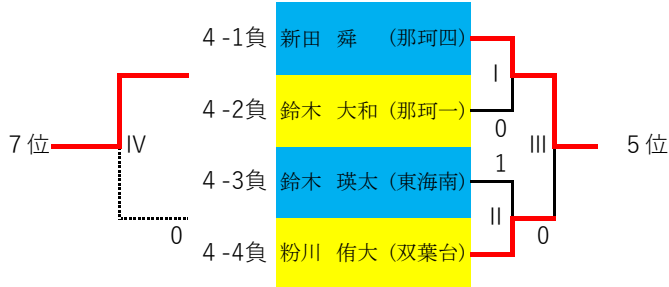 4 -1負 新田 舜 (那珂四)
I
4 -2負 鈴木 大和 (那珂一)
0
7 位 IV III 5 位
1
4 -3負 鈴木 瑛太 (東海南)
II
0 0
4 -4負 粉川 侑大 (双葉台)